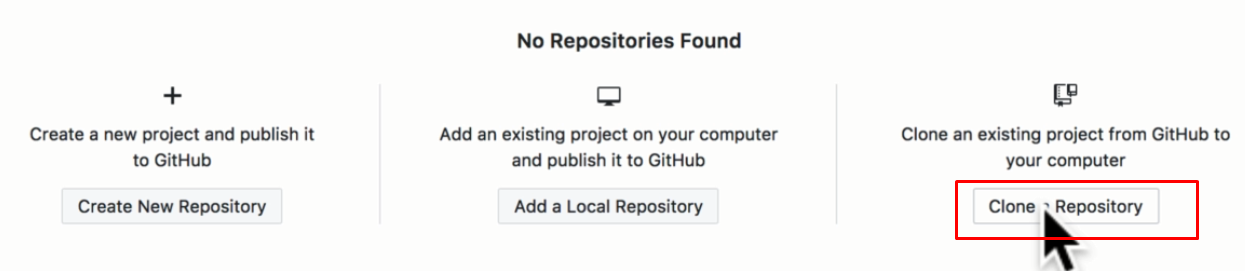 No Repositories Found
Create a new project and publish it
to GitHub
Create New Repository
Add an existing project on your computer
and publish it to GitHub
Add a Local Repository
Clone an existing project from GitHub to
your computer
Clone a Repository